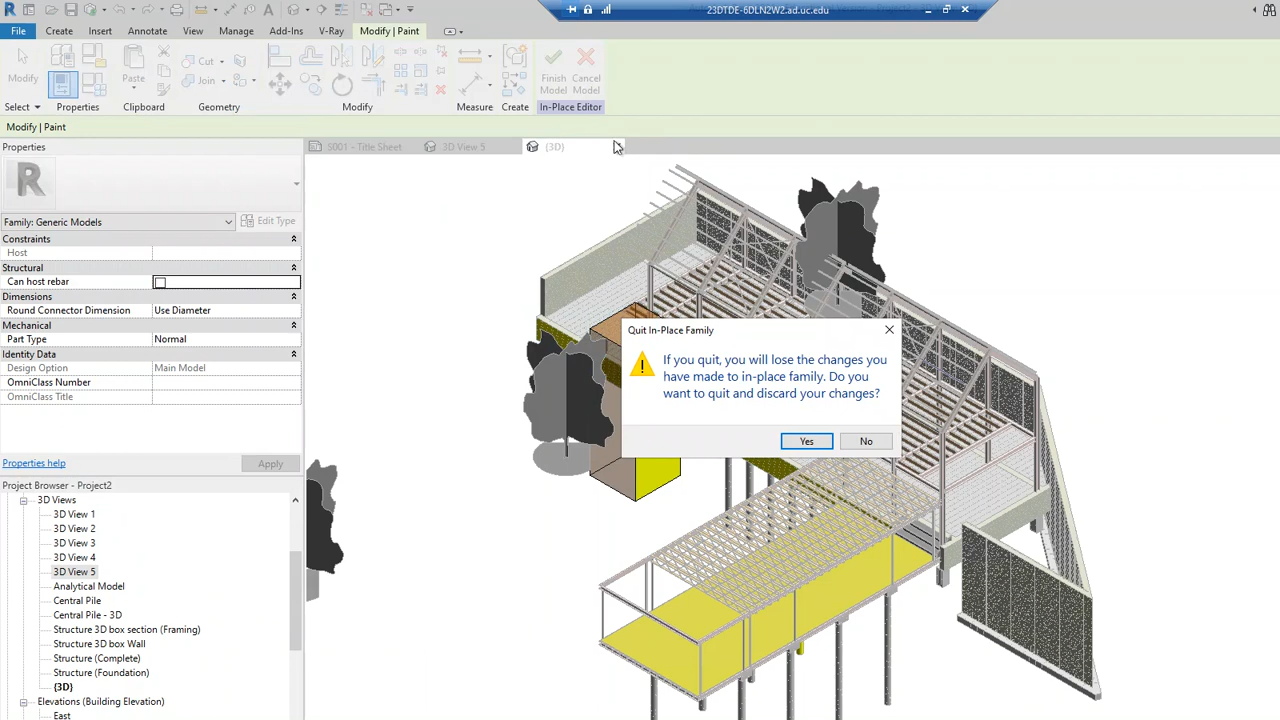 23DTDE-6DLN2W2.ad.uc.edu
File Create Insert Annotate View Manage Add-Ins V-Ray Modify | Paint
Modify Paste Cut Join Finish Model Cancel Model
Select Properties Clipboard Geometry Modify Measure Create In-Place Editor
Modify | Paint
Properties
S001 - Title Sheet 3D View 5 {3D}
R
Family: Generic Models Edit Type
Constraints
Host
Structural
Can host rebar
Dimensions
Round Connector Dimension Use Diameter
Mechanical
Part Type Normal
Identity Data
Design Option Main Model
OmniClass Number
OmniClass Title
Properties help Apply
Quit In-Place Family
If you quit, you will lose the changes you
have made to in-place family. Do you
want to quit and discard your changes?
Yes No
Project Browser - Project2
3D Views
3D View 1
3D View 2
3D View 3
3D View 4
3D View 5
Analytical Model
Central Pile
Central Pile - 3D
Structure 3D box section (Framing)
Structure 3D box Wall
Structure (Complete)
Structure (Foundation)
{3D}
Elevations (Building Elevation)
East